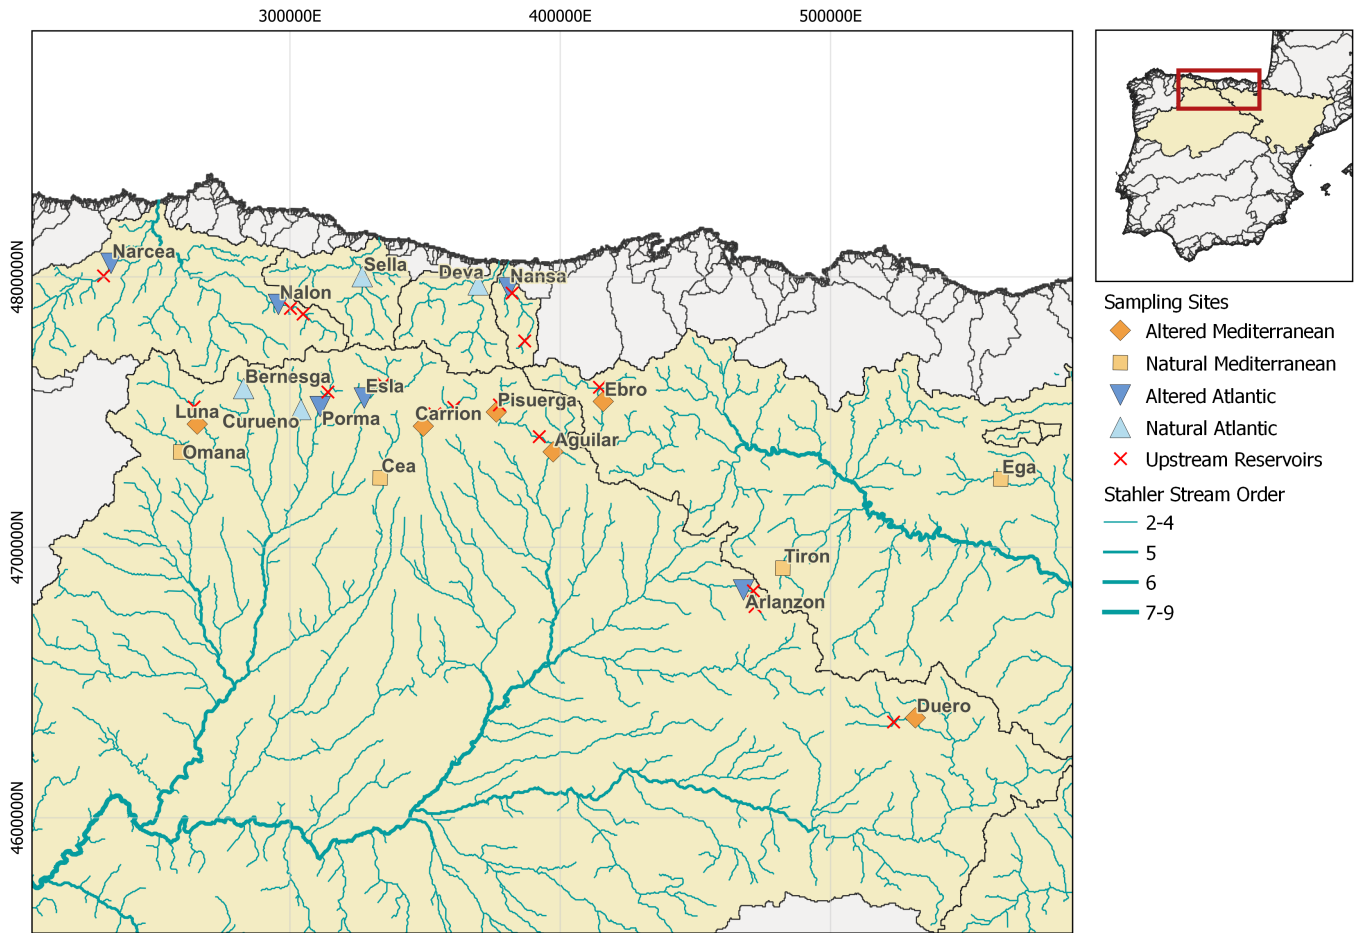 300000E
400000E
500000E
4800000N
4700000N
4600000N
Narcea
Nalon
Sella
Deva
Nansa
Bernesga
Esla
Luna
Curueno
Porma
Carrion
Pisuerga
Ebro
Omana
Cea
Aguilar
Ega
Tiron
Arlanzon
Duero
Sampling Sites
Altered Mediterranean
Natural Mediterranean
Altered Atlantic
Natural Atlantic
Upstream Reservoirs
Stahler Stream Order
2-4
5
6
7-9